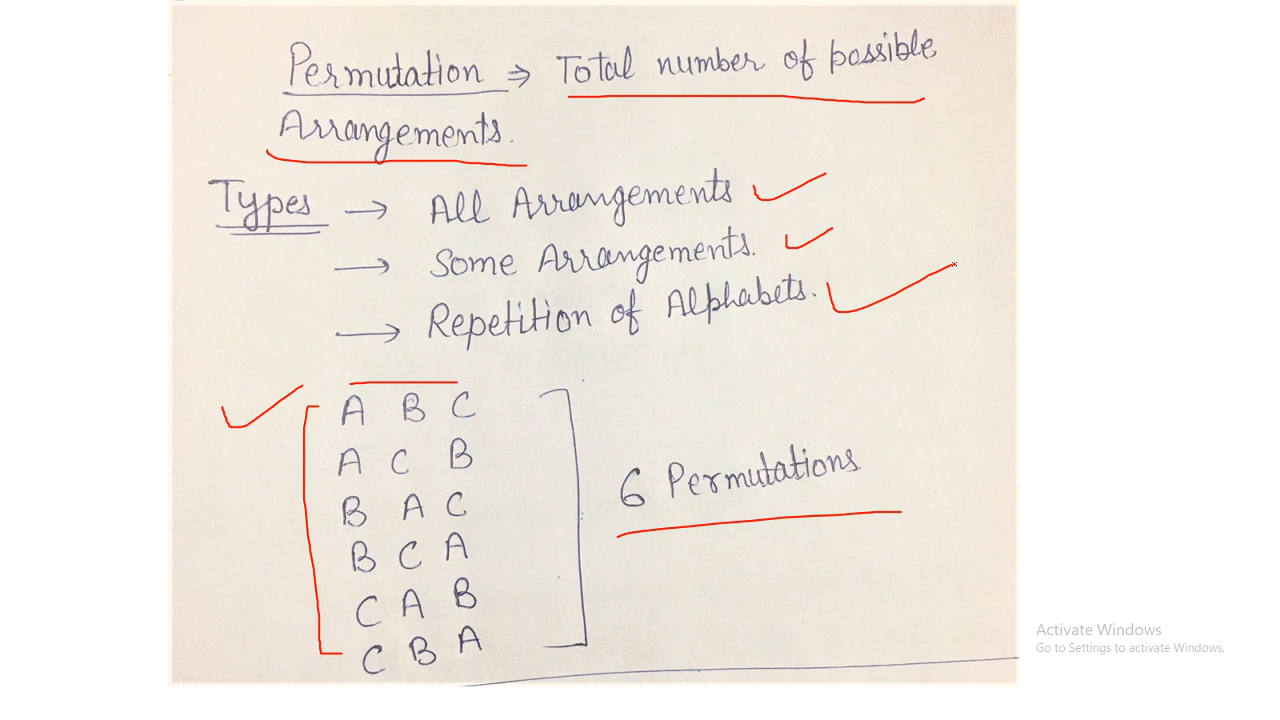 Permutation ⇒ Total number of possible
Arrangements.
Types → All Arrangements
→ Some Arrangements.
→ Repetition of Alphabets.
A B C
A C B
B A C
B C A
C A B
C B A
6 Permutations
Activate Windows
Go to Settings to activate Windows.